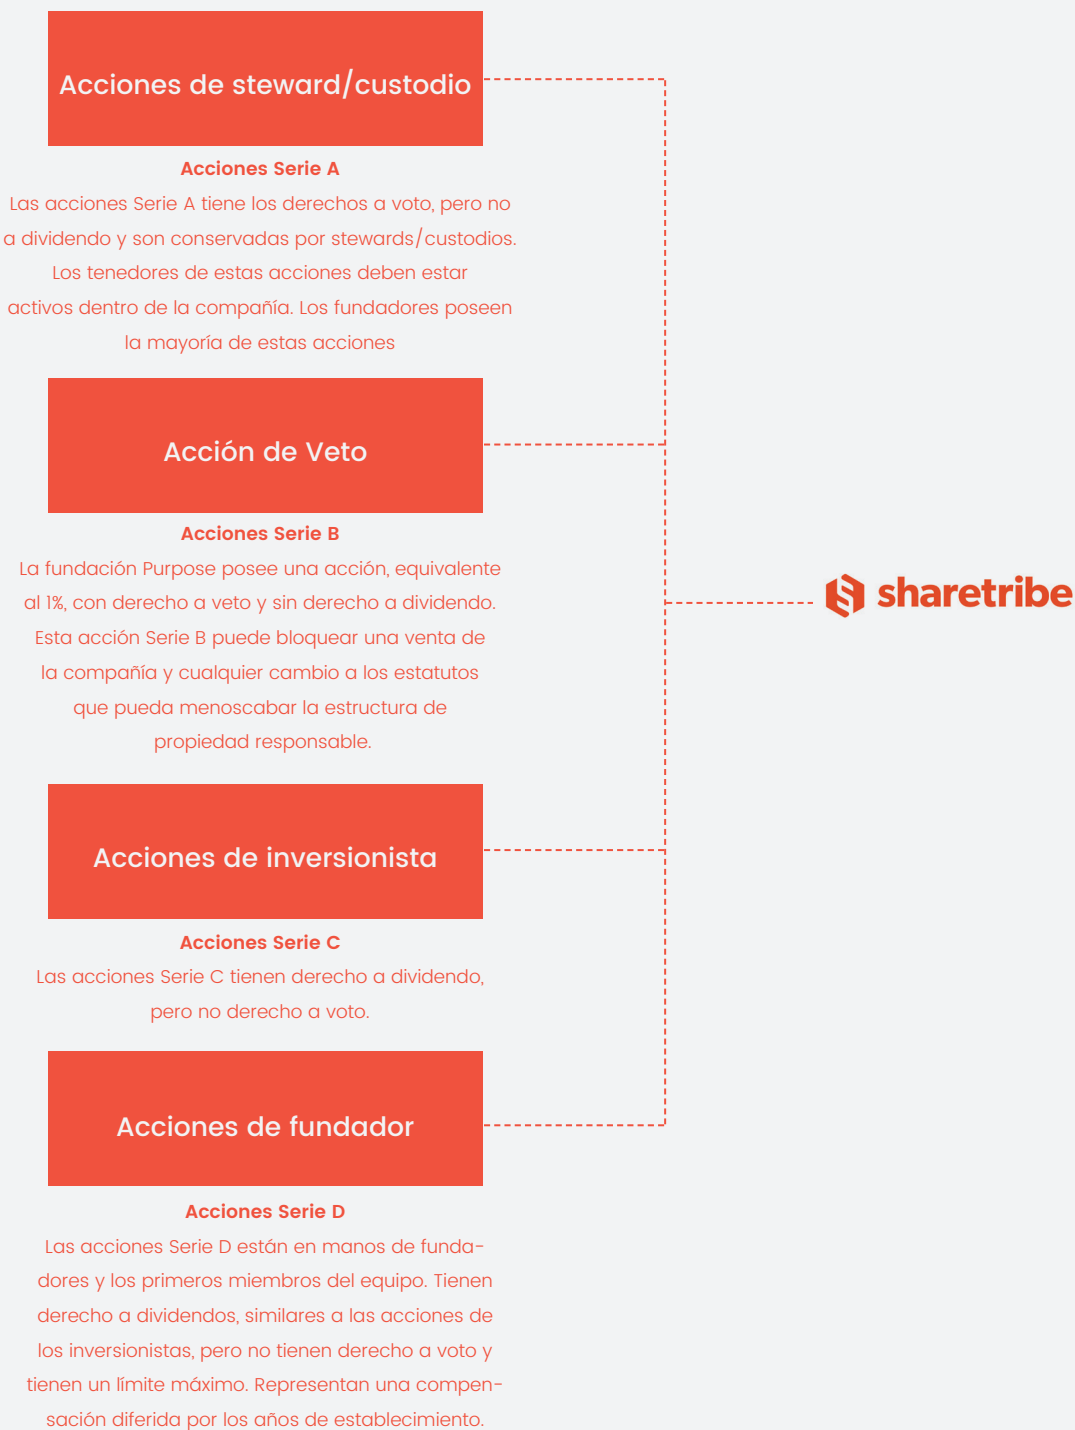 Acciones de steward/custodio
Acciones Serie A
Las acciones Serie A tiene los derechos a voto, pero no
a dividendo y son conservadas por stewards/custodios.
Los tenedores de estas acciones deben estar
activos dentro de la compañía. Los fundadores poseen
la mayoría de estas acciones
Acción de Veto
Acciones Serie B
La fundación Purpose posee una acción, equivalente
al 1%, con derecho a veto y sin derecho a dividendo.
Esta acción Serie B puede bloquear una venta de
la compañía y cualquier cambio a los estatutos
que pueda menoscabar la estructura de
propiedad responsable.
Acciones de inversionista
Acciones Serie C
Las acciones Serie C tienen derecho a dividendo,
pero no derecho a voto.
Acciones de fundador
Acciones Serie D
Las acciones Serie D están en manos de funda-
dores y los primeros miembros del equipo. Tienen
derecho a dividendos, similares a las acciones de
los inversionistas, pero no tienen derecho a voto y
tienen un límite máximo. Representan una compen-
sación diferida por los años de establecimiento.
sharetribe